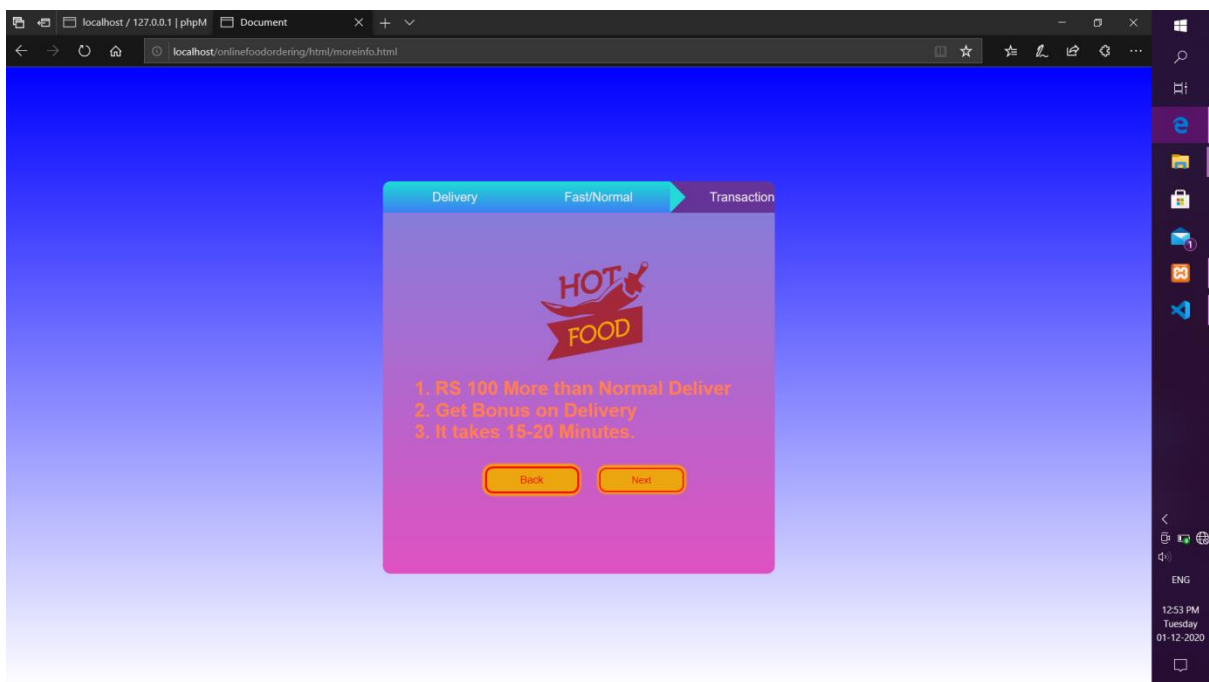 localhost / 127.0.0.1 | phpM
Document
localhost/onlinefoodordering/html/moreinfo.html
Delivery
Fast/Normal
Transaction
HOT
FOOD
1. RS 100 More than Normal Deliver
2. Get Bonus on Delivery
3. It takes 15-20 Minutes.
Back
Next
1
ENG
12:53 PM
Tuesday
01-12-2020